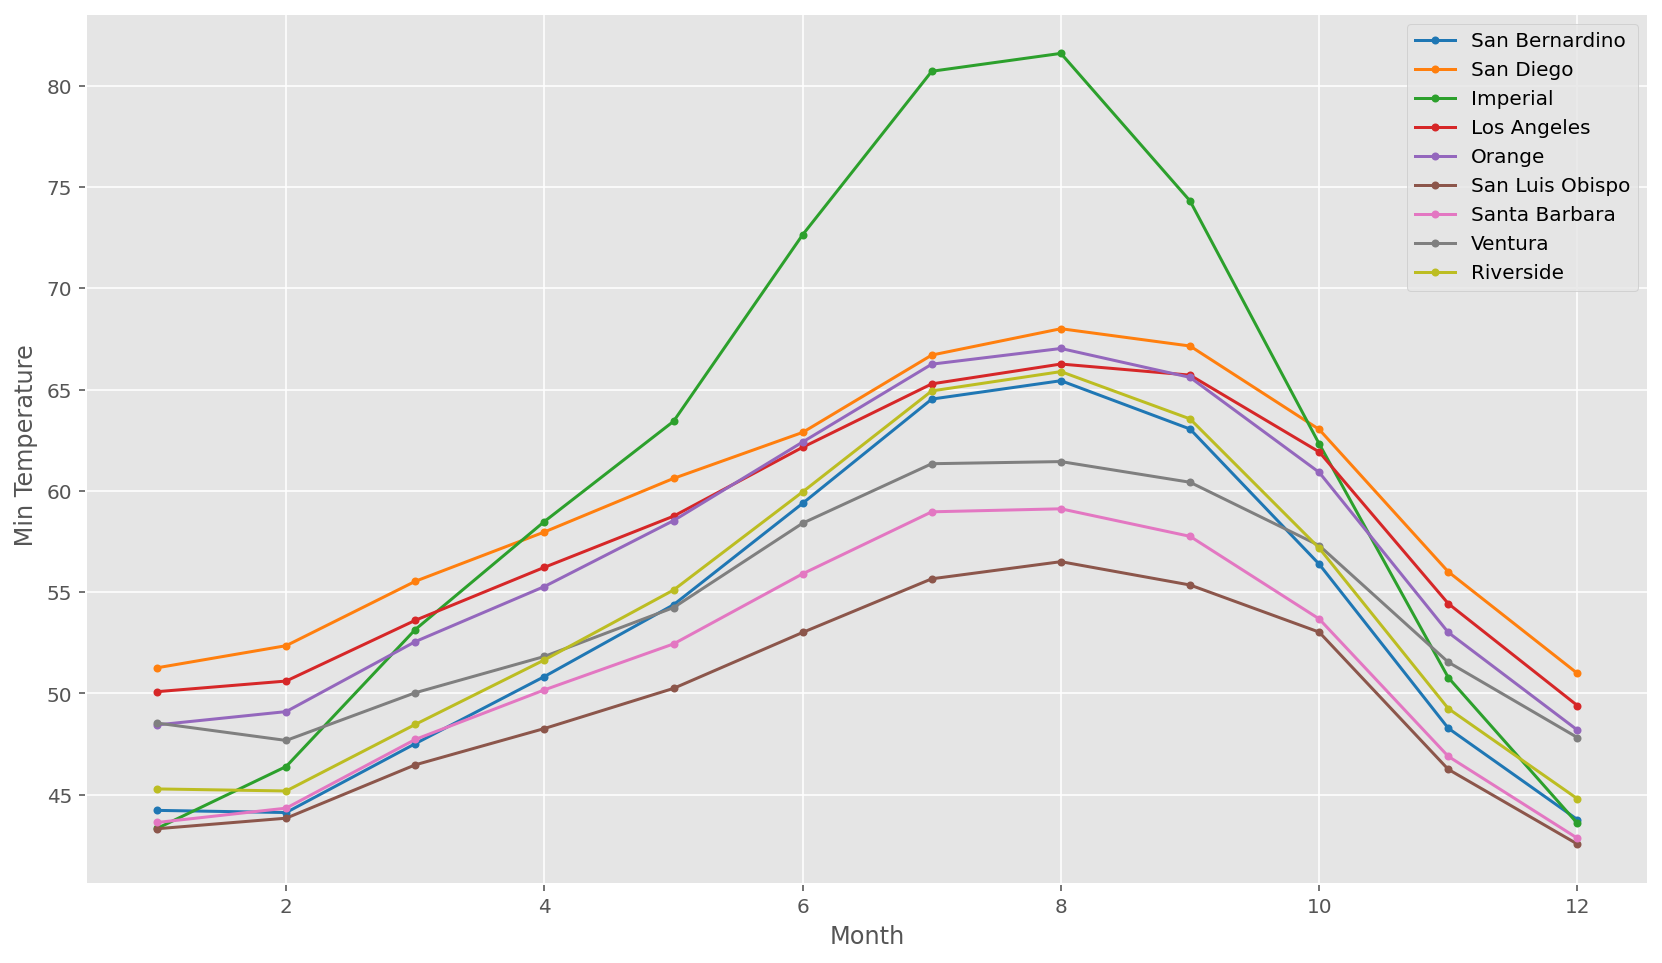 San Bernardino
San Diego
Imperial
Los Angeles
Orange
San Luis Obispo
Santa Barbara
Ventura
Riverside
80
75
70
65
60
55
50
45
Min Temperature
2 4 6 8 10 12
Month